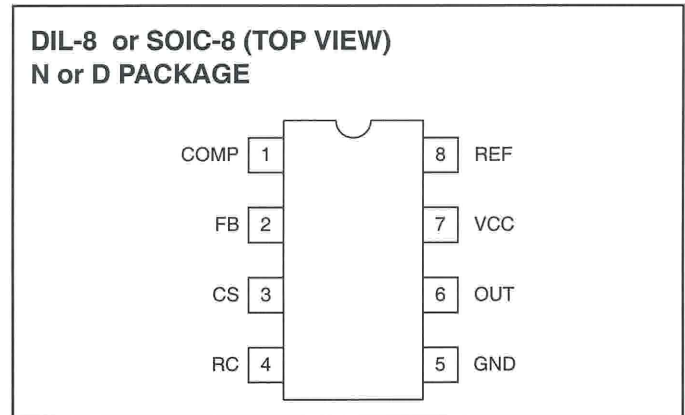 DIL-8 or SOIC-8 (TOP VIEW)
N or D PACKAGE
COMP 1 8 REF
FB 2 7 VCC
CS 3 6 OUT
RC 4 5 GND